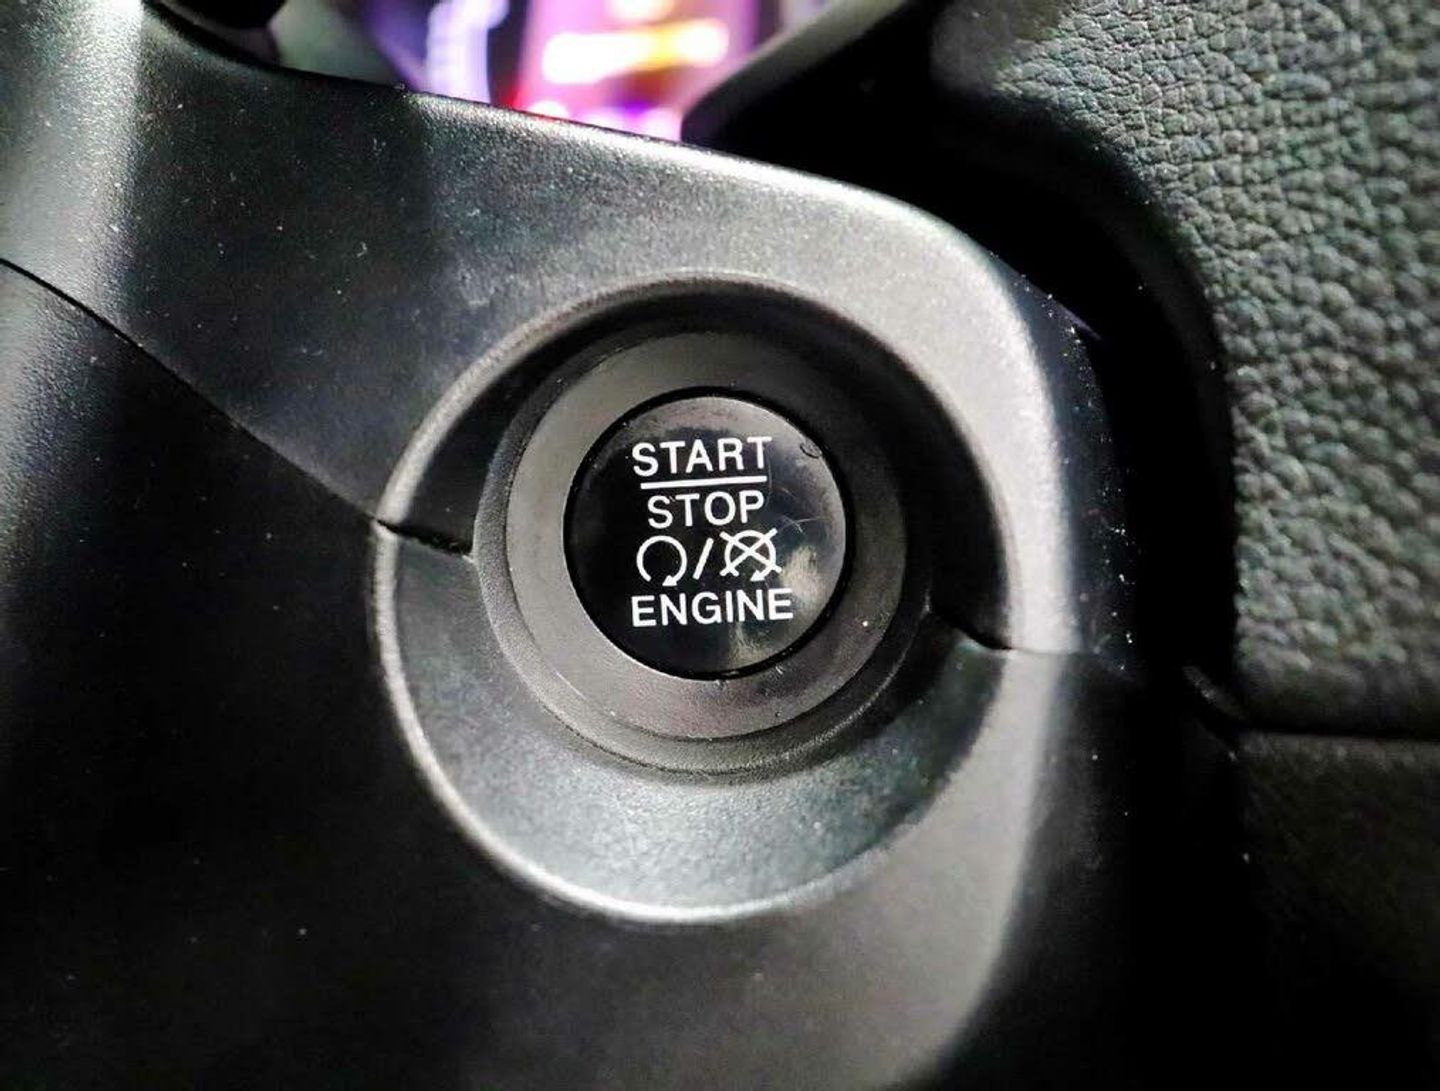 START
STOP
/
ENGINE